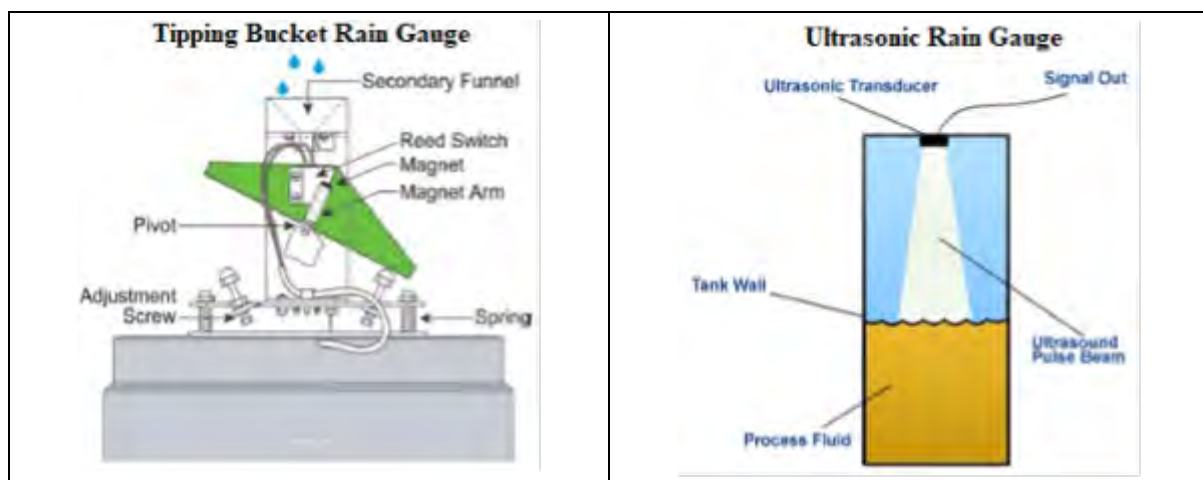 Tipping Bucket Rain Gauge
Secondary Funnel
Reed Switch
Magnet
Magnet Arm
Pivot
Adjustment
Screw
Spring
Ultrasonic Rain Gauge
Signal Out
Ultrasonic Transducer
Tank Wall
Ultrasound
Pulse Beam
Process Fluid